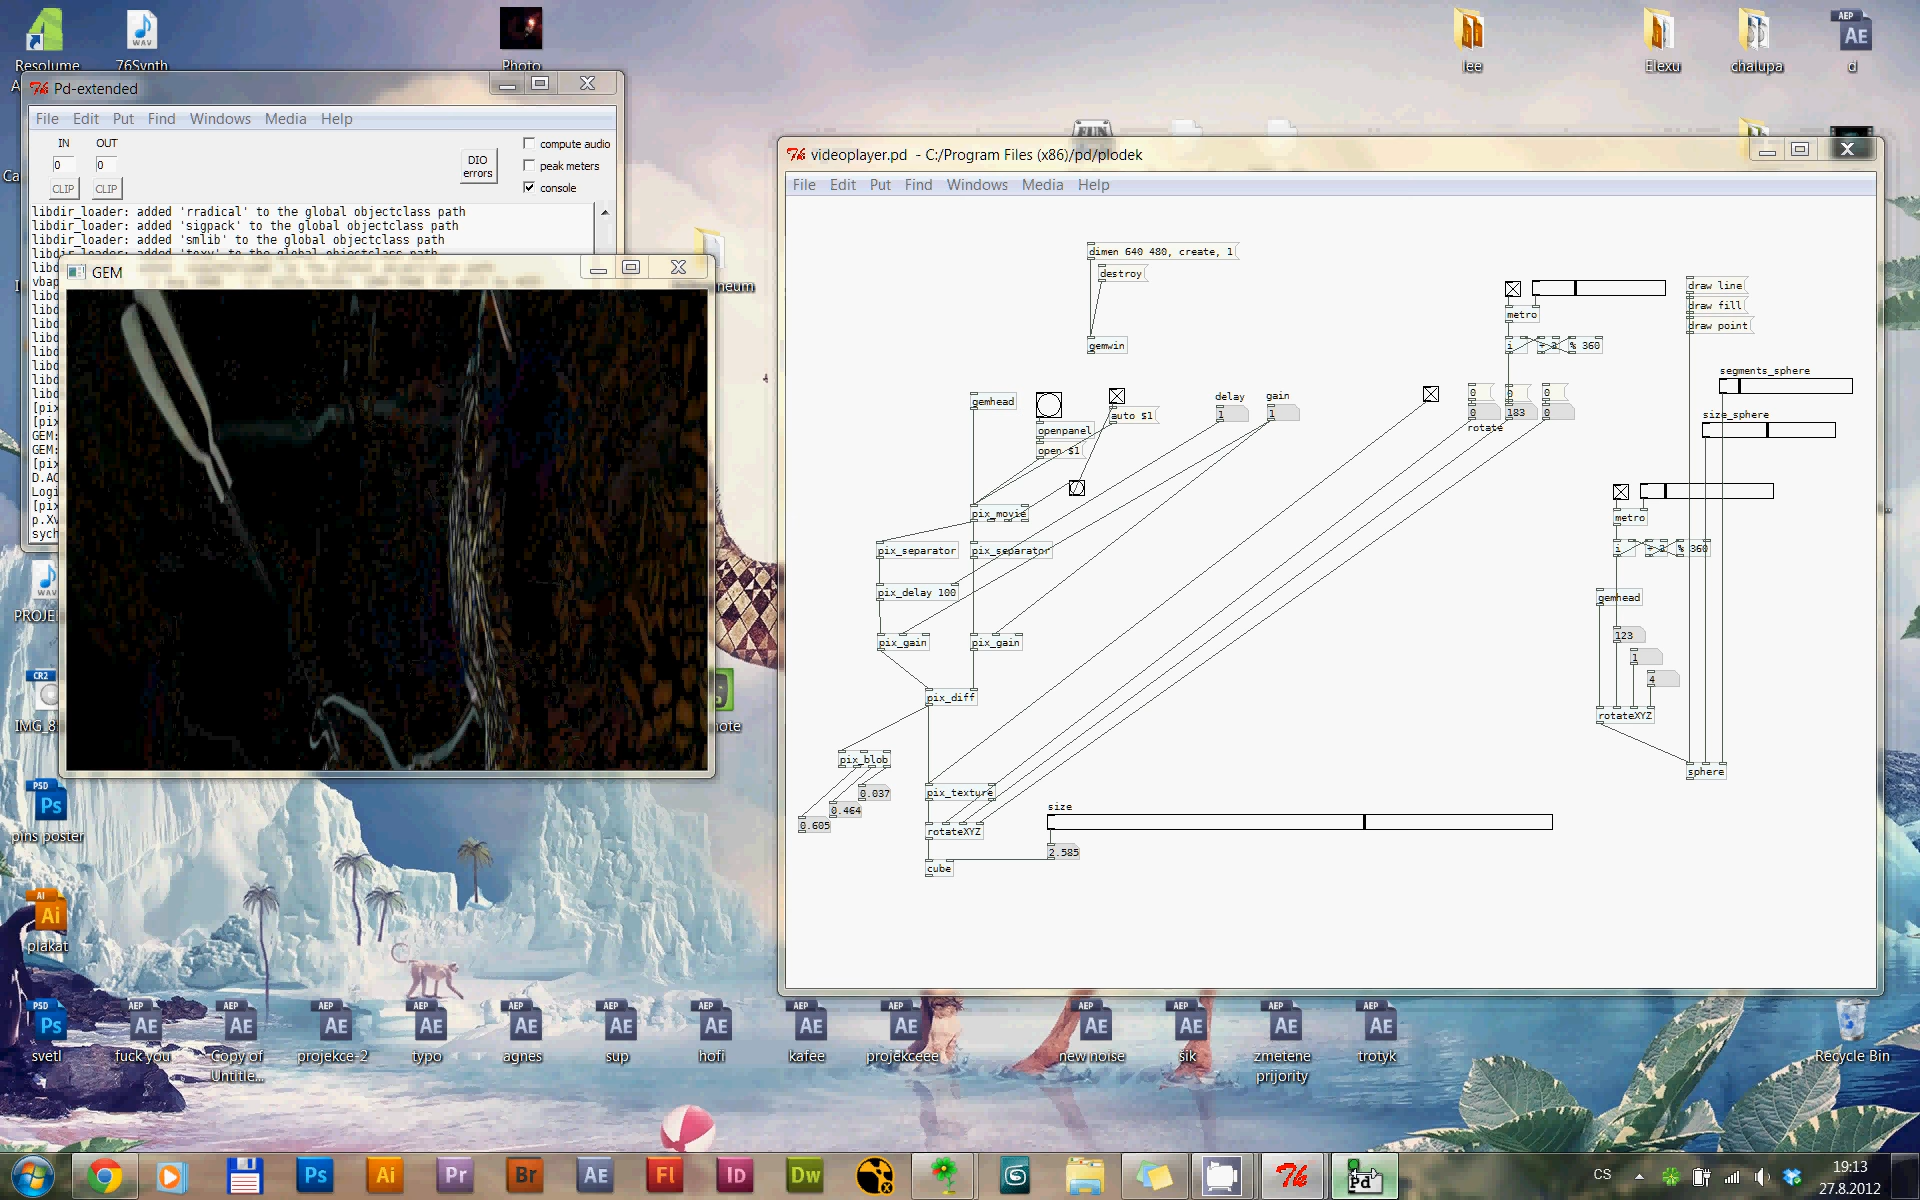 Resolume
76Synth
Photo
lee
Elexu
chalupa
d
Pd-extended
File Edit Put Find Windows Media Help
IN OUT
0 0
CLIP CLIP
DIO
errors
compute audio
peak meters
console
libdir_loader: added 'rradical' to the global objectclass path
libdir_loader: added 'sigpack' to the global objectclass path
libdir_loader: added 'smlib' to the global objectclass path
GEM
videoplayer.pd - C:/Program Files (x86)/pd/plodek
File Edit Put Find Windows Media Help
dimen 640 480, create, 1
destroy
gemwin
gemhead
openpanel
open $1
auto $1
delay
1
gain
1
pix_movie
pix_separator
pix_separator
pix_delay 100
pix_gain
pix_gain
pix_diff
pix_blob
0.037
0.464
0.605
pix_texture
rotateXYZ
cube
size
2.585
metro
i
% 360
0 0 0
0 183 0
rotate
draw line
draw fill
draw point
segments_sphere
size_sphere
metro
i
% 360
gemhead
123
1
4
rotateXYZ
sphere
PROJE
IMG_8
pins poster
plakat
svetl
fuck you
Copy of
Untitle...
projekce-2
typo
agnes
sup
hofi
kafee
projekceee
new noise
sik
zmetene
prijority
trotyk
Recycle Bin
CS
19:13
27.8.2012